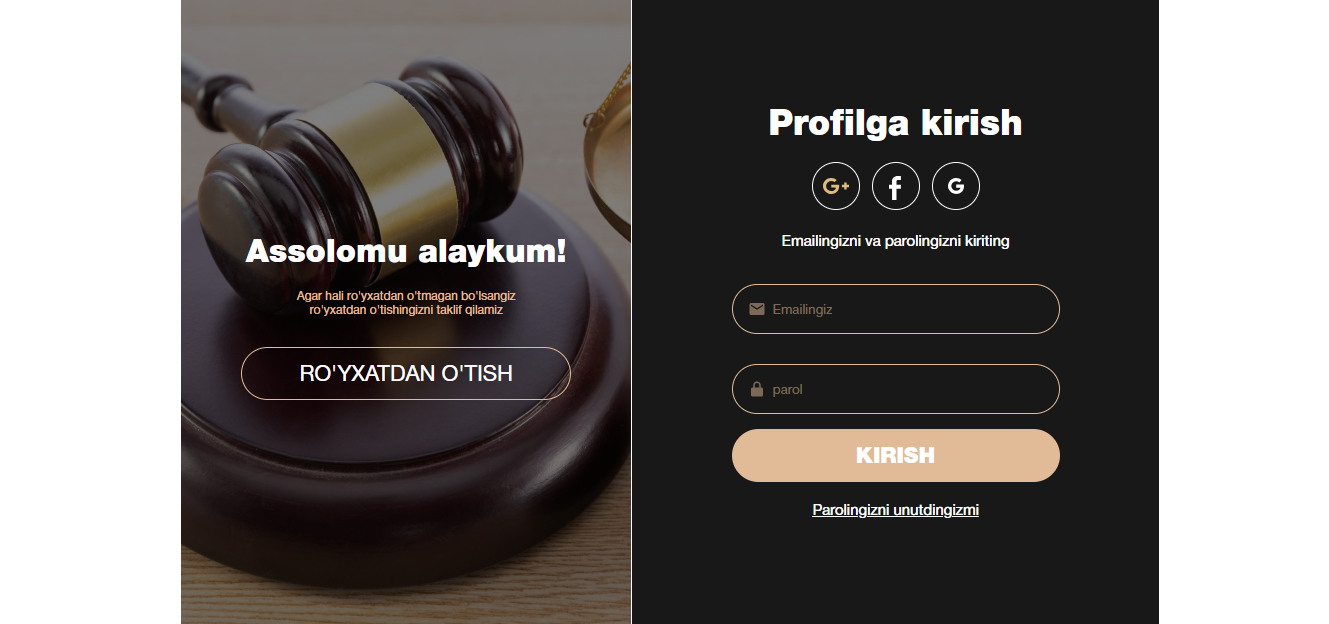 Assolomu alaykum!
Agar hali ro'yxatdan o'tmagan bo'lsangiz
ro'yxatdan o'tishingizni taklif qilamiz
RO'YXATDAN O'TISH
Profilga kirish
G+ f G
Emailingizni va parolingizni kiriting
Emailingiz
parol
KIRISH
Parolingizni unutdingizmi